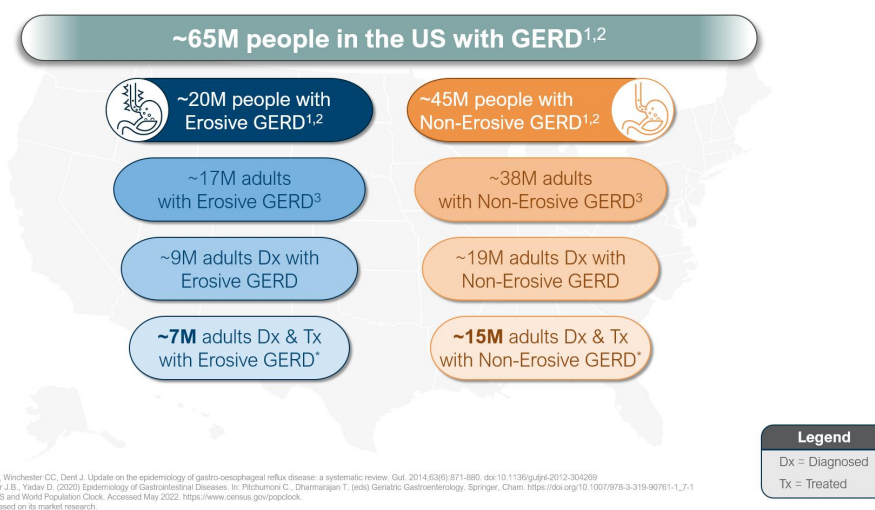 ~65M people in the US with GERD1,2
~20M people with
Erosive GERD1,2
~45M people with
Non-Erosive GERD1,2
~17M adults
with Erosive GERD3
~38M adults
with Non-Erosive GERD3
~9M adults Dx with
Erosive GERD
~19M adults Dx with
Non-Erosive GERD
~7M adults Dx & Tx
with Erosive GERD*
~15M adults Dx & Tx
with Non-Erosive GERD*
Legend
Dx = Diagnosed
Tx = Treated
, Winchester CC, Dent J. Update on the epidemiology of gastro-oesophageal reflux disease: a systematic review. Gut. 2014;63(6):871-880. doi:10.1136/gutjnl-2012-304269
r J.B., Yadav D. (2020) Epidemiology of Gastrointestinal Diseases. In: Pitchumoni C., Dharmarajan T. (eds) Geriatric Gastroenterology. Springer, Cham. https://doi.org/10.1007/978-3-319-90761-1_7-1
S and World Population Clock. Accessed May 2022. https://www.census.gov/popclock.
ased on its market research.